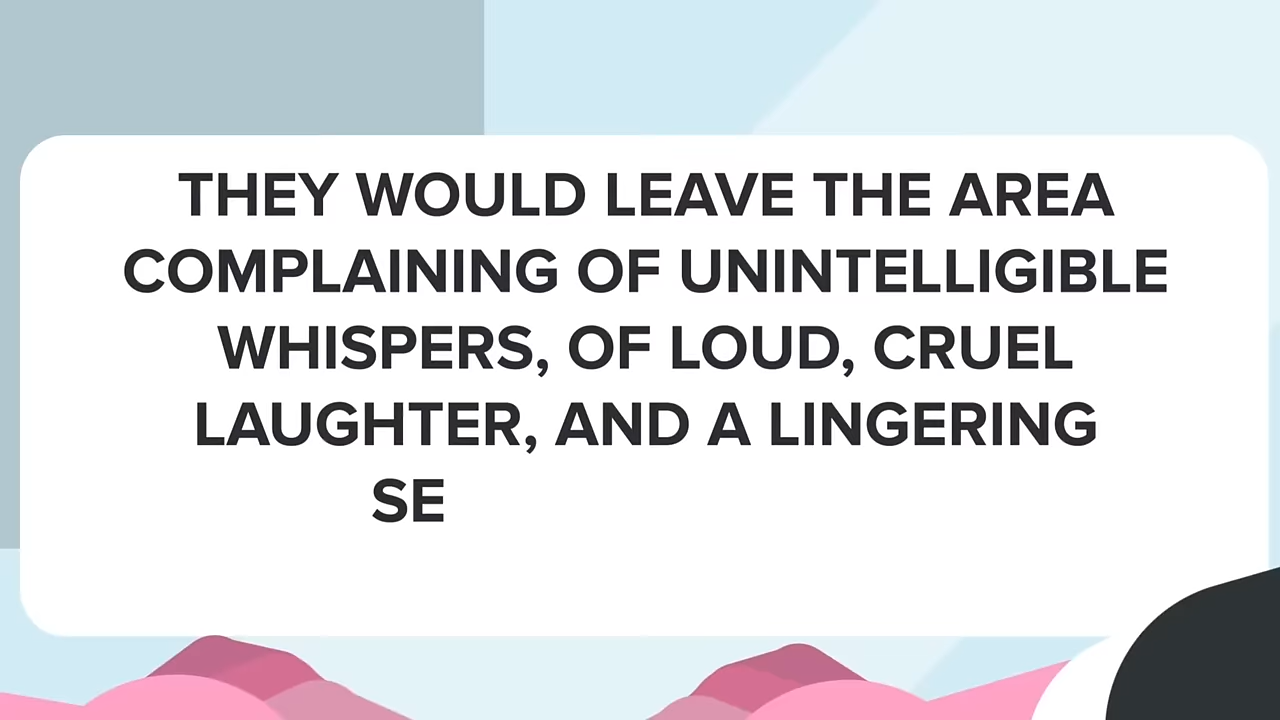 THEY WOULD LEAVE THE AREA
COMPLAINING OF UNINTELLIGIBLE
WHISPERS, OF LOUD, CRUEL
LAUGHTER, AND A LINGERING
SE